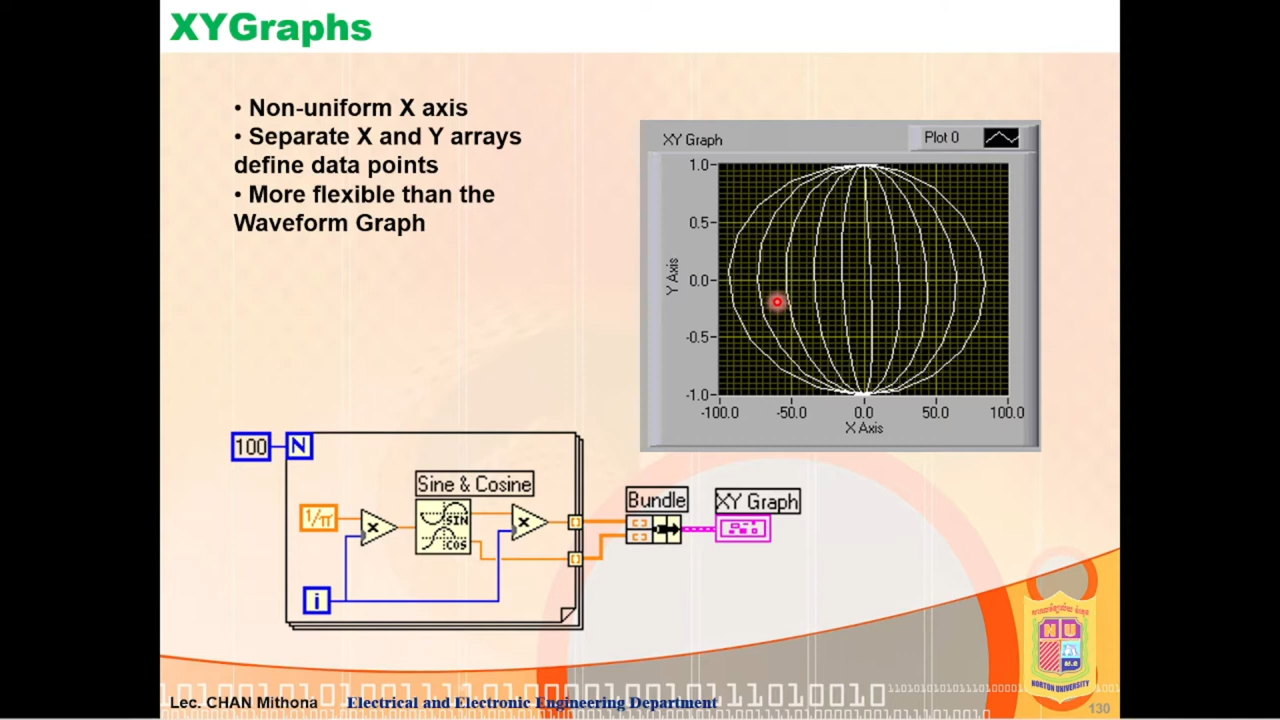 XYGraphs
• Non-uniform X axis
• Separate X and Y arrays
define data points
• More flexible than the
Waveform Graph
XY Graph
Plot 0
1.0-
0.5-
0.0-
-0.5-
-1.0-
Y Axis
-100.0 -50.0 0.0 50.0 100.0
X Axis
100 N
Sine & Cosine
1/π
×
SIN
COS
×
i
Bundle
XY Graph
NU
NORTON UNIVERSITY
Lec. CHAN Mithona
Electrical and Electronic Engineering Department
130